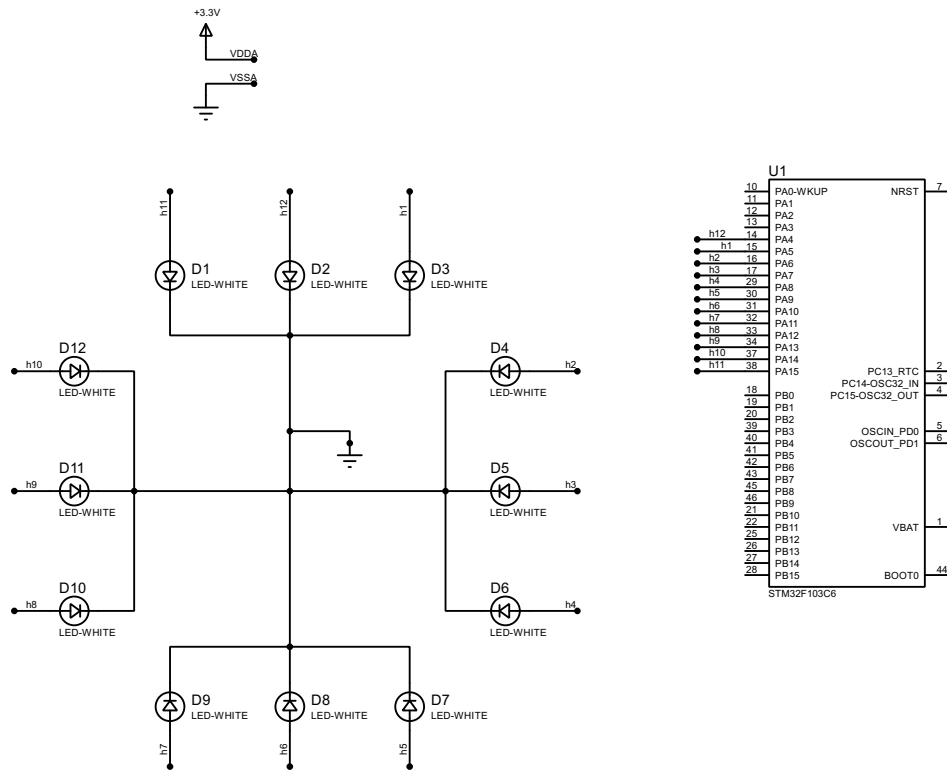 +3.3V
VDDA
VSSA
h11
h12
h1
D1
LED-WHITE
D2
LED-WHITE
D3
LED-WHITE
h10
D12
LED-WHITE
D4
LED-WHITE
h2
h9
D11
LED-WHITE
D5
LED-WHITE
h3
h8
D10
LED-WHITE
D6
LED-WHITE
h4
D9
LED-WHITE
D8
LED-WHITE
D7
LED-WHITE
h7
h6
h5
U1
10 PA0-WKUP NRST 7
11 PA1
12 PA2
13 PA3
h12 14 PA4
h1 15 PA5
h2 16 PA6
h3 17 PA7
h4 29 PA8
h5 30 PA9
h6 31 PA10
h7 32 PA11
h8 33 PA12
h9 34 PA13
h10 37 PA14
h11 38 PA15
PC13_RTC 2
PC14-OSC32_IN 3
PC15-OSC32_OUT 4
18 PB0
19 PB1
20 PB2
39 PB3 OSCIN_PD0 5
40 PB4 OSCOUT_PD1 6
41 PB5
42 PB6
43 PB7
45 PB8
46 PB9
21 PB10
22 PB11 VBAT 1
25 PB12
26 PB13
27 PB14
28 PB15 BOOT0 44
STM32F103C6